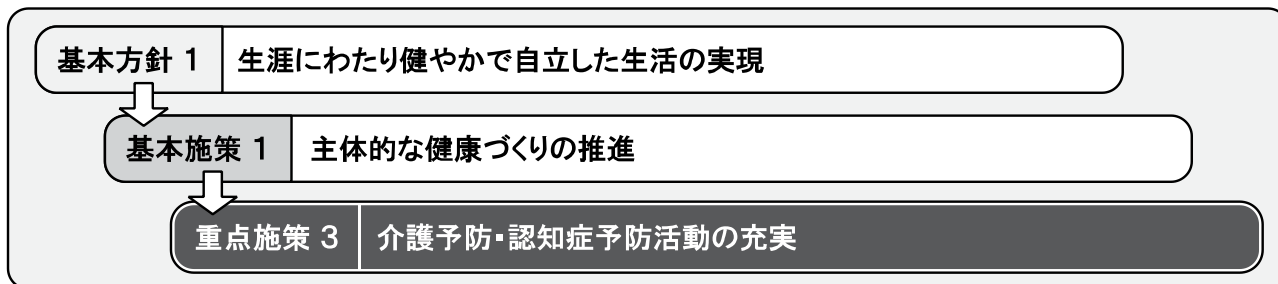 基本方針 1 生涯にわたり健やかで自立した生活の実現
基本施策 1 主体的な健康づくりの推進
重点施策 3 介護予防・認知症予防活動の充実